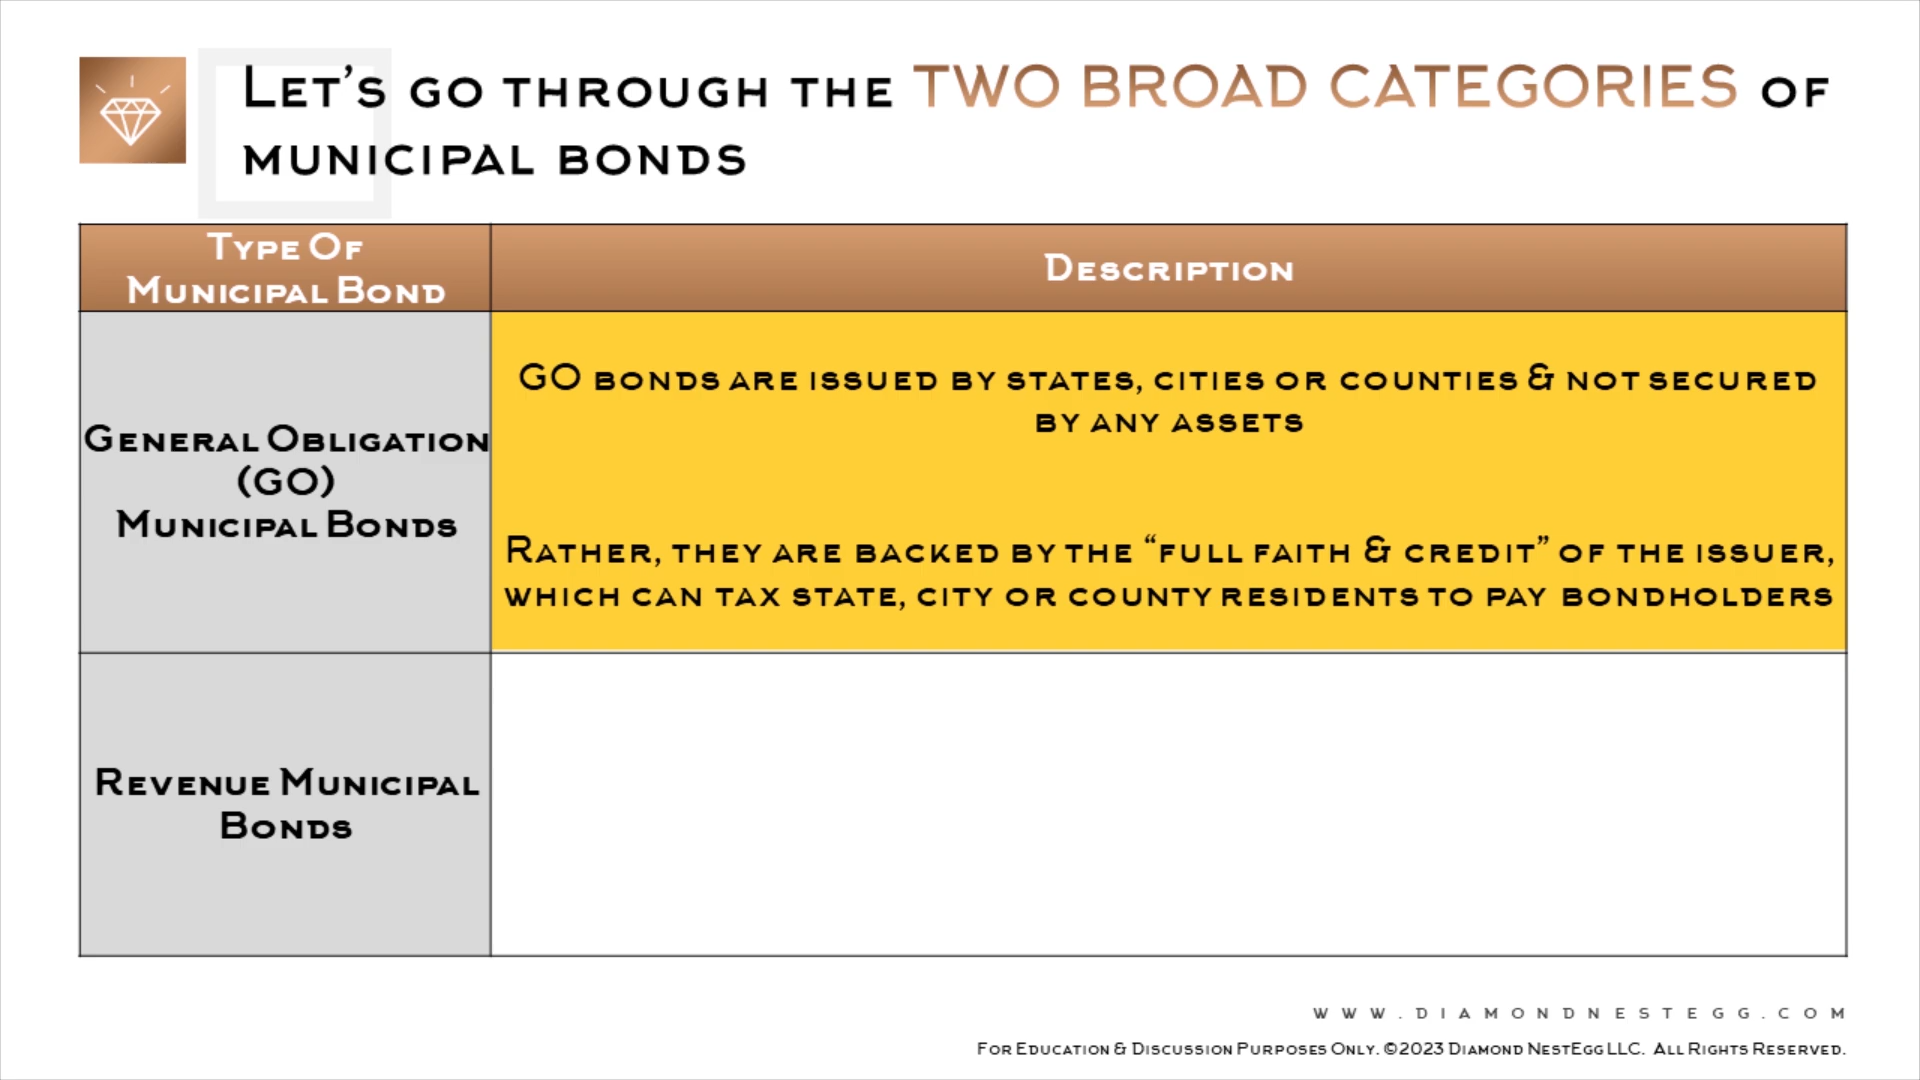 Let's go through the TWO BROAD CATEGORIES of
municipal bonds
Type Of
Municipal Bond
Description
General Obligation
(GO)
Municipal Bonds
GO bonds are issued by states, cities or counties & not secured
by any assets
Rather, they are backed by the “full faith & credit” of the issuer,
which can tax state, city or county residents to pay bondholders
Revenue Municipal
Bonds
www.diamondnestegg.com
For Education & Discussion Purposes Only. ©2023 Diamond NestEgg LLC. All Rights Reserved.